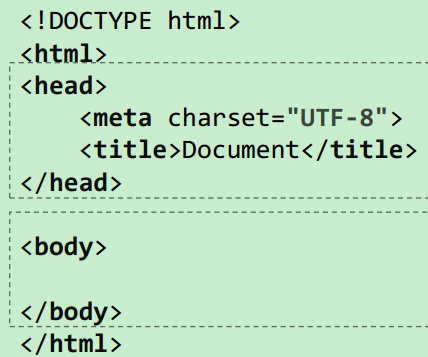 <!DOCTYPE html>
<html>
<head>
    <meta charset="UTF-8">
    <title>Document</title>
</head>
<body>
</body>
</html>